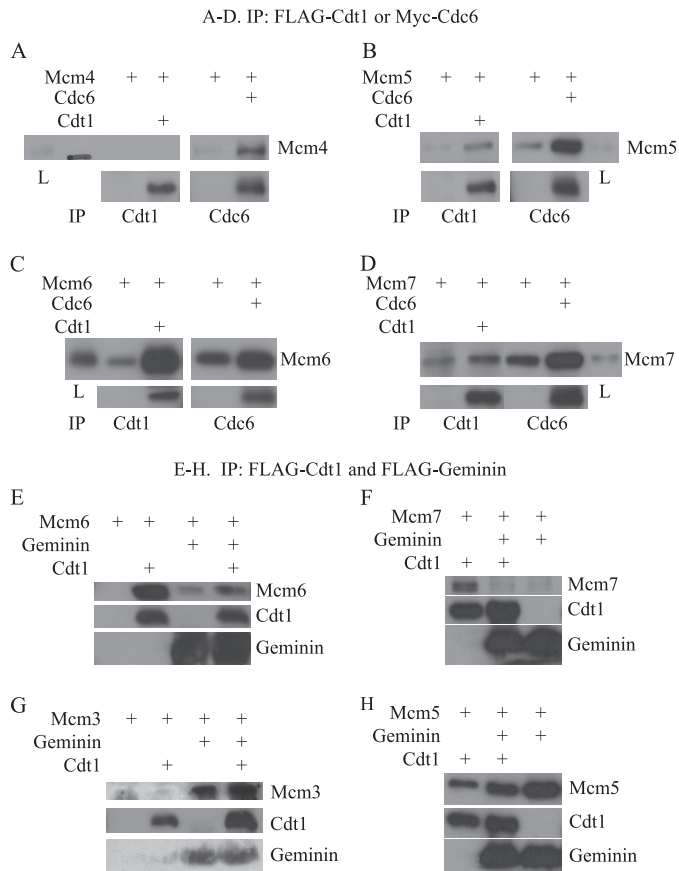 A-D. IP: FLAG-Cdt1 or Myc-Cdc6
A
Mcm4 + + + +
Cdc6 +
Cdt1 +
Mcm4
L
IP Cdt1 Cdc6
B
Mcm5 + + + +
Cdc6 +
Cdt1 +
Mcm5
L
IP Cdt1 Cdc6
C
Mcm6 + + + +
Cdc6 +
Cdt1 +
Mcm6
L
IP Cdt1 Cdc6
D
Mcm7 + + + +
Cdc6 +
Cdt1 +
Mcm7
L
IP Cdt1 Cdc6
E-H. IP: FLAG-Cdt1 and FLAG-Geminin
E
Mcm6 + + + +
Geminin + +
Cdt1 + +
Mcm6
Cdt1
Geminin
F
Mcm7 + + +
Geminin + +
Cdt1 + +
Mcm7
Cdt1
Geminin
G
Mcm3 + + + +
Geminin + +
Cdt1 + +
Mcm3
Cdt1
Geminin
H
Mcm5 + + +
Geminin + +
Cdt1 + +
Mcm5
Cdt1
Geminin